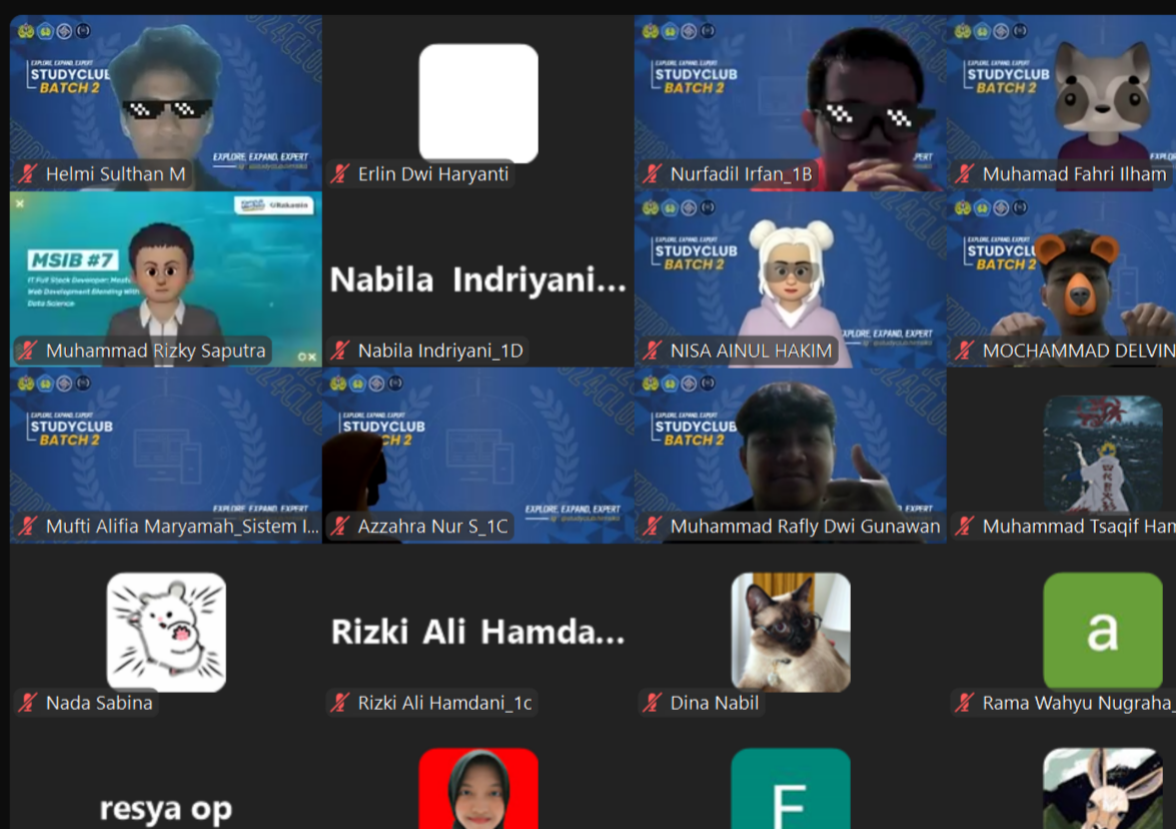 EXPLORE, EXPAND, EXPERT
STUDYCLUB
BATCH 2
EXPLORE, EXPAND, EXPERT
Helmi Sulthan M
Erlin Dwi Haryanti
EXPLORE, EXPAND, EXPERT
STUDYCLUB
BATCH 2
PERT
Nurfadil Irfan_1B
EXPLORE, EXPAND, EXPERT
STUDYCLUB
BATCH 2
Muhamad Fahri Ilham
MSIB #7
IT Full Stack Developer: Meets
Web Development Blending With
Data Science
Muhammad Rizky Saputra
Nabila Indriyani...
Nabila Indriyani_1D
EXPLORE, EXPAND, EXPERT
STUDYCLUB
BATCH 2
XPLORE, EXPAND, EXPERT
NISA AINUL HAKIM
EXPLORE, EXPAND, EXPERT
STUDYCLU
BATCH 2
MOCHAMMAD DELVIN
EXPLORE, EXPAND, EXPERT
STUDYCLUB
BATCH 2
EXPLORE, EXPAND, EXPERT
Mufti Alifia Maryamah_Sistem I...
EXPLORE, EXPAND, EXPERT
STUDYCLUB
CH 2
EXPLORE, EXPAND, EXPERT
Azzahra Nur S_1C
EXPLORE, EXPAND, EXPERT
STUDYCLUB
BATCH 2
PERT
Muhammad Rafly Dwi Gunawan
Muhammad Tsaqif Ham
Nada Sabina
Rizki Ali Hamda...
Rizki Ali Hamdani_1c
Dina Nabil
a
Rama Wahyu Nugraha_
resya op
F